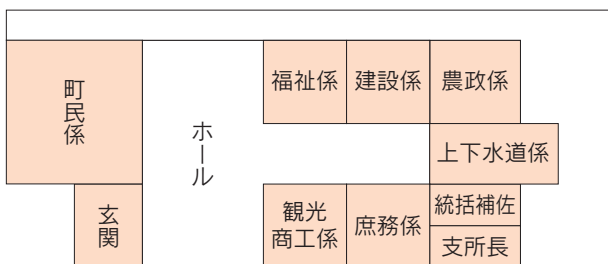 町民係
ホール
福祉係
建設係
農政係
上下水道係
玄関
観光
商工係
庶務係
統括補佐
支所長